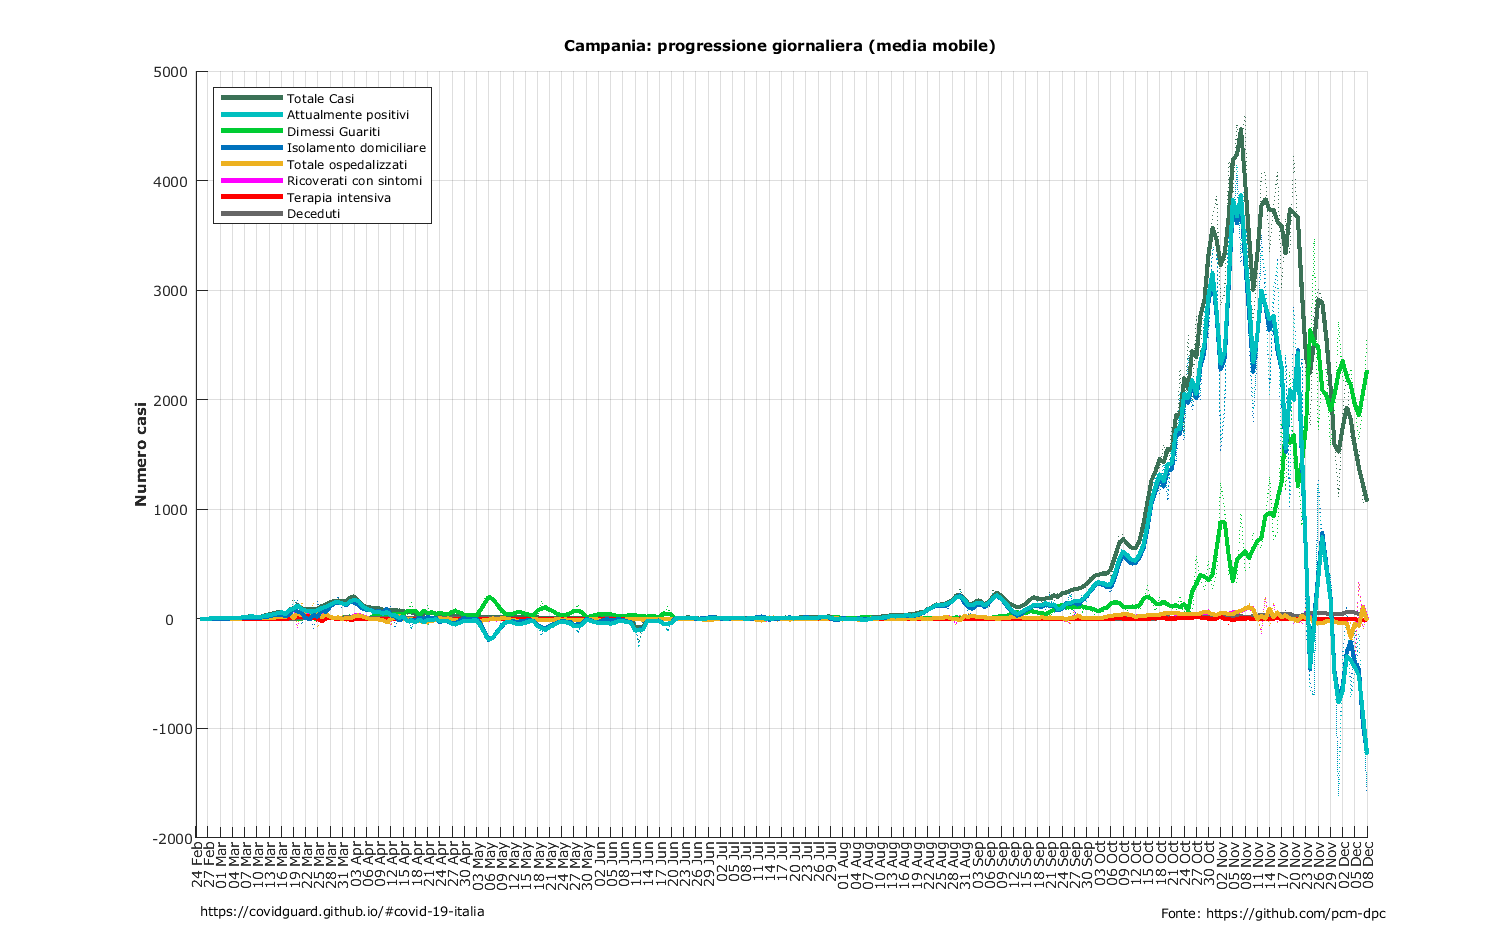 Campania: progressione giornaliera (media mobile)
5000
4000
3000
2000
1000
0
-1000
-2000
Numero casi
Totale Casi
Attualmente positivi
Dimessi Guariti
Isolamento domiciliare
Totale ospedalizzati
Ricoverati con sintomi
Terapia intensiva
Deceduti
24 Feb
27 Feb
01 Mar
04 Mar
07 Mar
10 Mar
13 Mar
16 Mar
19 Mar
22 Mar
25 Mar
28 Mar
31 Mar
03 Apr
06 Apr
09 Apr
12 Apr
15 Apr
18 Apr
21 Apr
24 Apr
27 Apr
30 Apr
03 May
06 May
09 May
12 May
15 May
18 May
21 May
24 May
27 May
30 May
02 Jun
05 Jun
08 Jun
11 Jun
14 Jun
17 Jun
20 Jun
23 Jun
26 Jun
29 Jun
02 Jul
05 Jul
08 Jul
11 Jul
14 Jul
17 Jul
20 Jul
23 Jul
26 Jul
29 Jul
01 Aug
04 Aug
07 Aug
10 Aug
13 Aug
16 Aug
19 Aug
22 Aug
25 Aug
28 Aug
31 Aug
03 Sep
06 Sep
09 Sep
12 Sep
15 Sep
18 Sep
21 Sep
24 Sep
27 Sep
30 Sep
03 Oct
06 Oct
09 Oct
12 Oct
15 Oct
18 Oct
21 Oct
24 Oct
27 Oct
30 Oct
02 Nov
05 Nov
08 Nov
11 Nov
14 Nov
17 Nov
20 Nov
23 Nov
26 Nov
29 Nov
02 Dec
05 Dec
08 Dec
https://covidguard.github.io/#covid-19-italia
Fonte: https://github.com/pcm-dpc